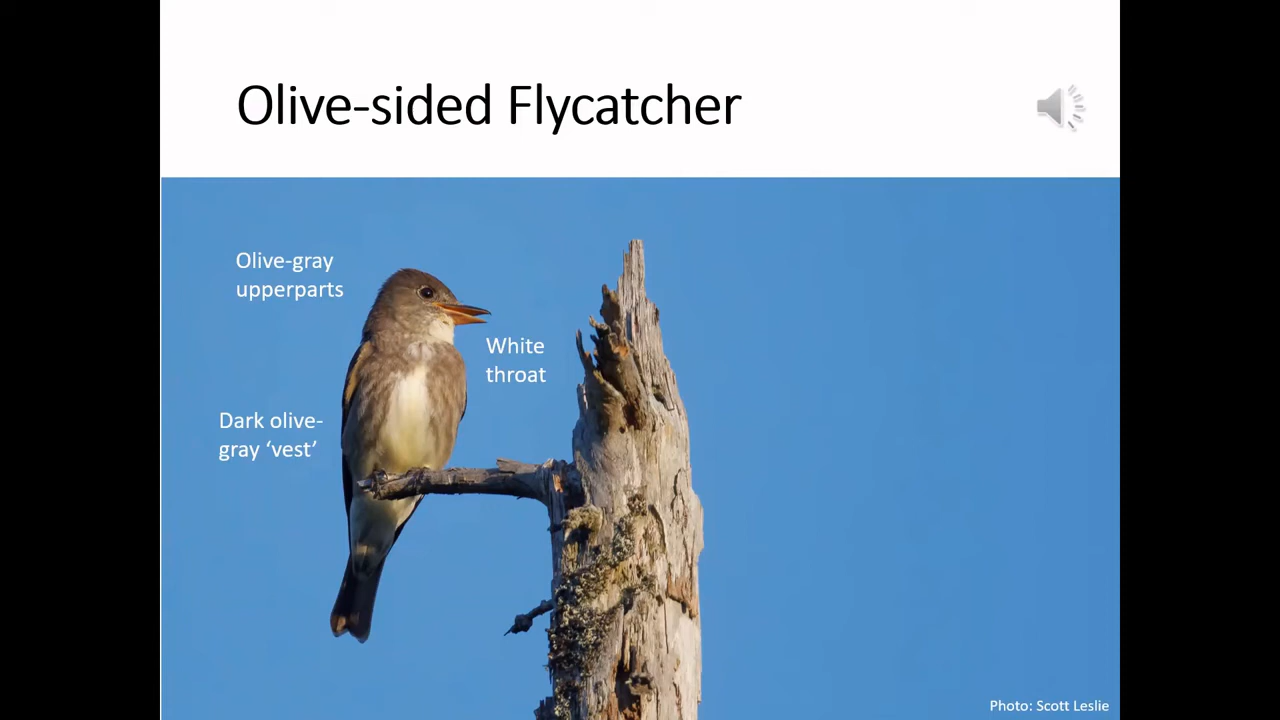 Olive-sided Flycatcher
Olive-gray
upperparts
White
throat
Dark olive-
gray ‘vest’
Photo: Scott Leslie